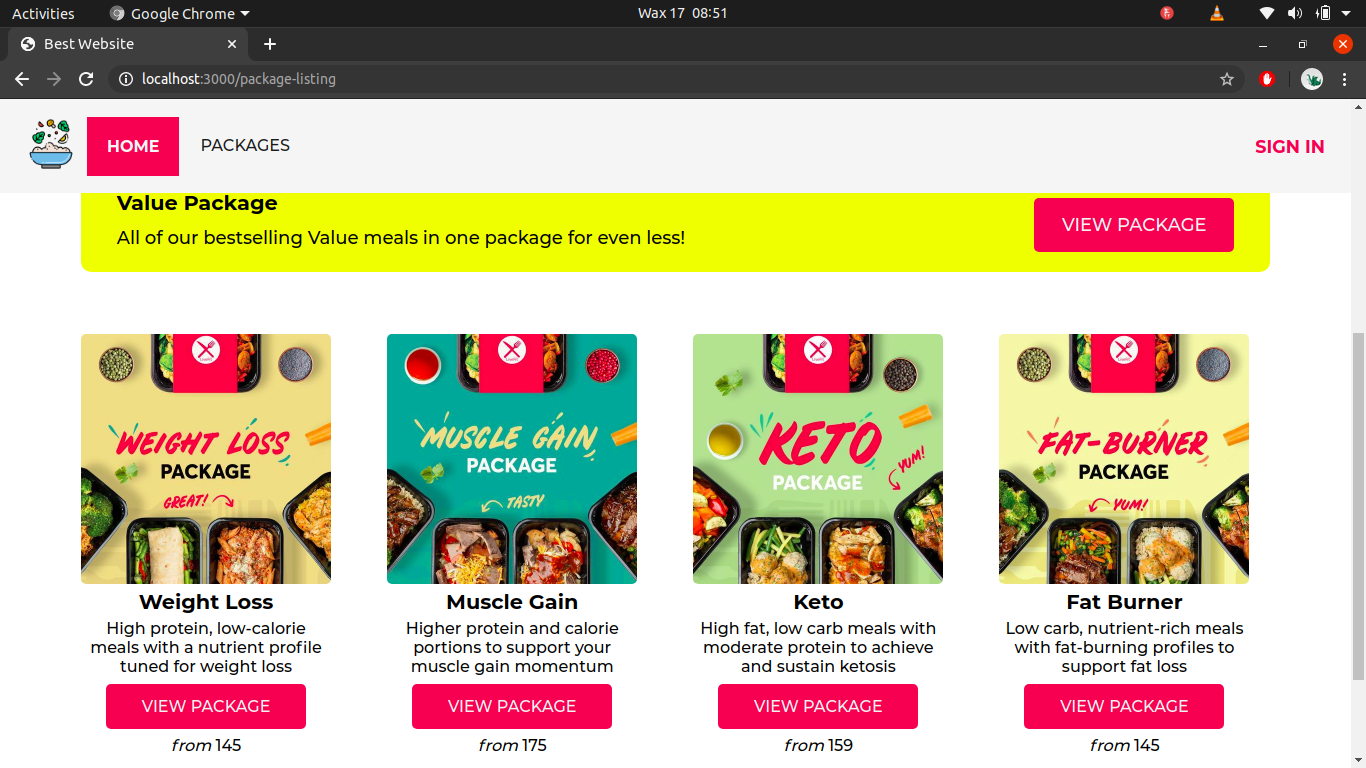 Activities
Google Chrome
Wax 17 08:51
Best Website
localhost:3000/package-listing
HOME
PACKAGES
SIGN IN
Value Package
All of our bestselling Value meals in one package for even less!
VIEW PACKAGE
WEIGHT LOSS
PACKAGE
GREAT!
MUSCLE GAIN
PACKAGE
TASTY
KETO
PACKAGE
YUM!
FAT-BURNER
PACKAGE
YUM!
Weight Loss
High protein, low-calorie
meals with a nutrient profile
tuned for weight loss
VIEW PACKAGE
from 145
Muscle Gain
Higher protein and calorie
portions to support your
muscle gain momentum
VIEW PACKAGE
from 175
Keto
High fat, low carb meals with
moderate protein to achieve
and sustain ketosis
VIEW PACKAGE
from 159
Fat Burner
Low carb, nutrient-rich meals
with fat-burning profiles to
support fat loss
VIEW PACKAGE
from 145